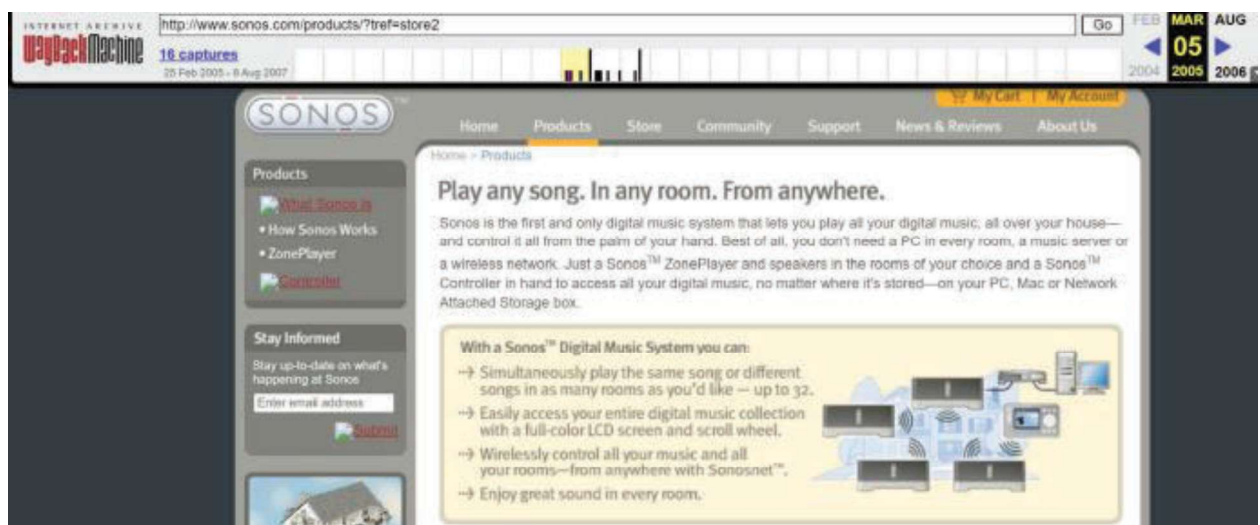 INTERNET ARCHIVE
WayBackMachine
http://www.sonos.com/products/?tref=store2
Go
FEB MAR AUG
16 captures
05
25 Feb 2005 - 8 Aug 2007
2004 2005 2006
SONOS™
My Cart | My Account
Home Products Store Community Support News & Reviews About Us
Home > Products
Products
What Sonos is
• How Sonos Works
• ZonePlayer
Controller
Play any song. In any room. From anywhere.
Sonos is the first and only digital music system that lets you play all your digital music, all over your house—
and control it all from the palm of your hand. Best of all, you don't need a PC in every room, a music server or
a wireless network. Just a Sonos™ ZonePlayer and speakers in the rooms of your choice and a Sonos™
Controller in hand to access all your digital music, no matter where it's stored—on your PC, Mac or Network
Attached Storage box.
Stay Informed
Stay up-to-date on what's
happening at Sonos
Enter email address
Submit
With a Sonos™ Digital Music System you can:
→ Simultaneously play the same song or different
songs in as many rooms as you'd like — up to 32.
→ Easily access your entire digital music collection
with a full-color LCD screen and scroll wheel.
→ Wirelessly control all your music and all
your rooms—from anywhere with Sonosnet™.
→ Enjoy great sound in every room.